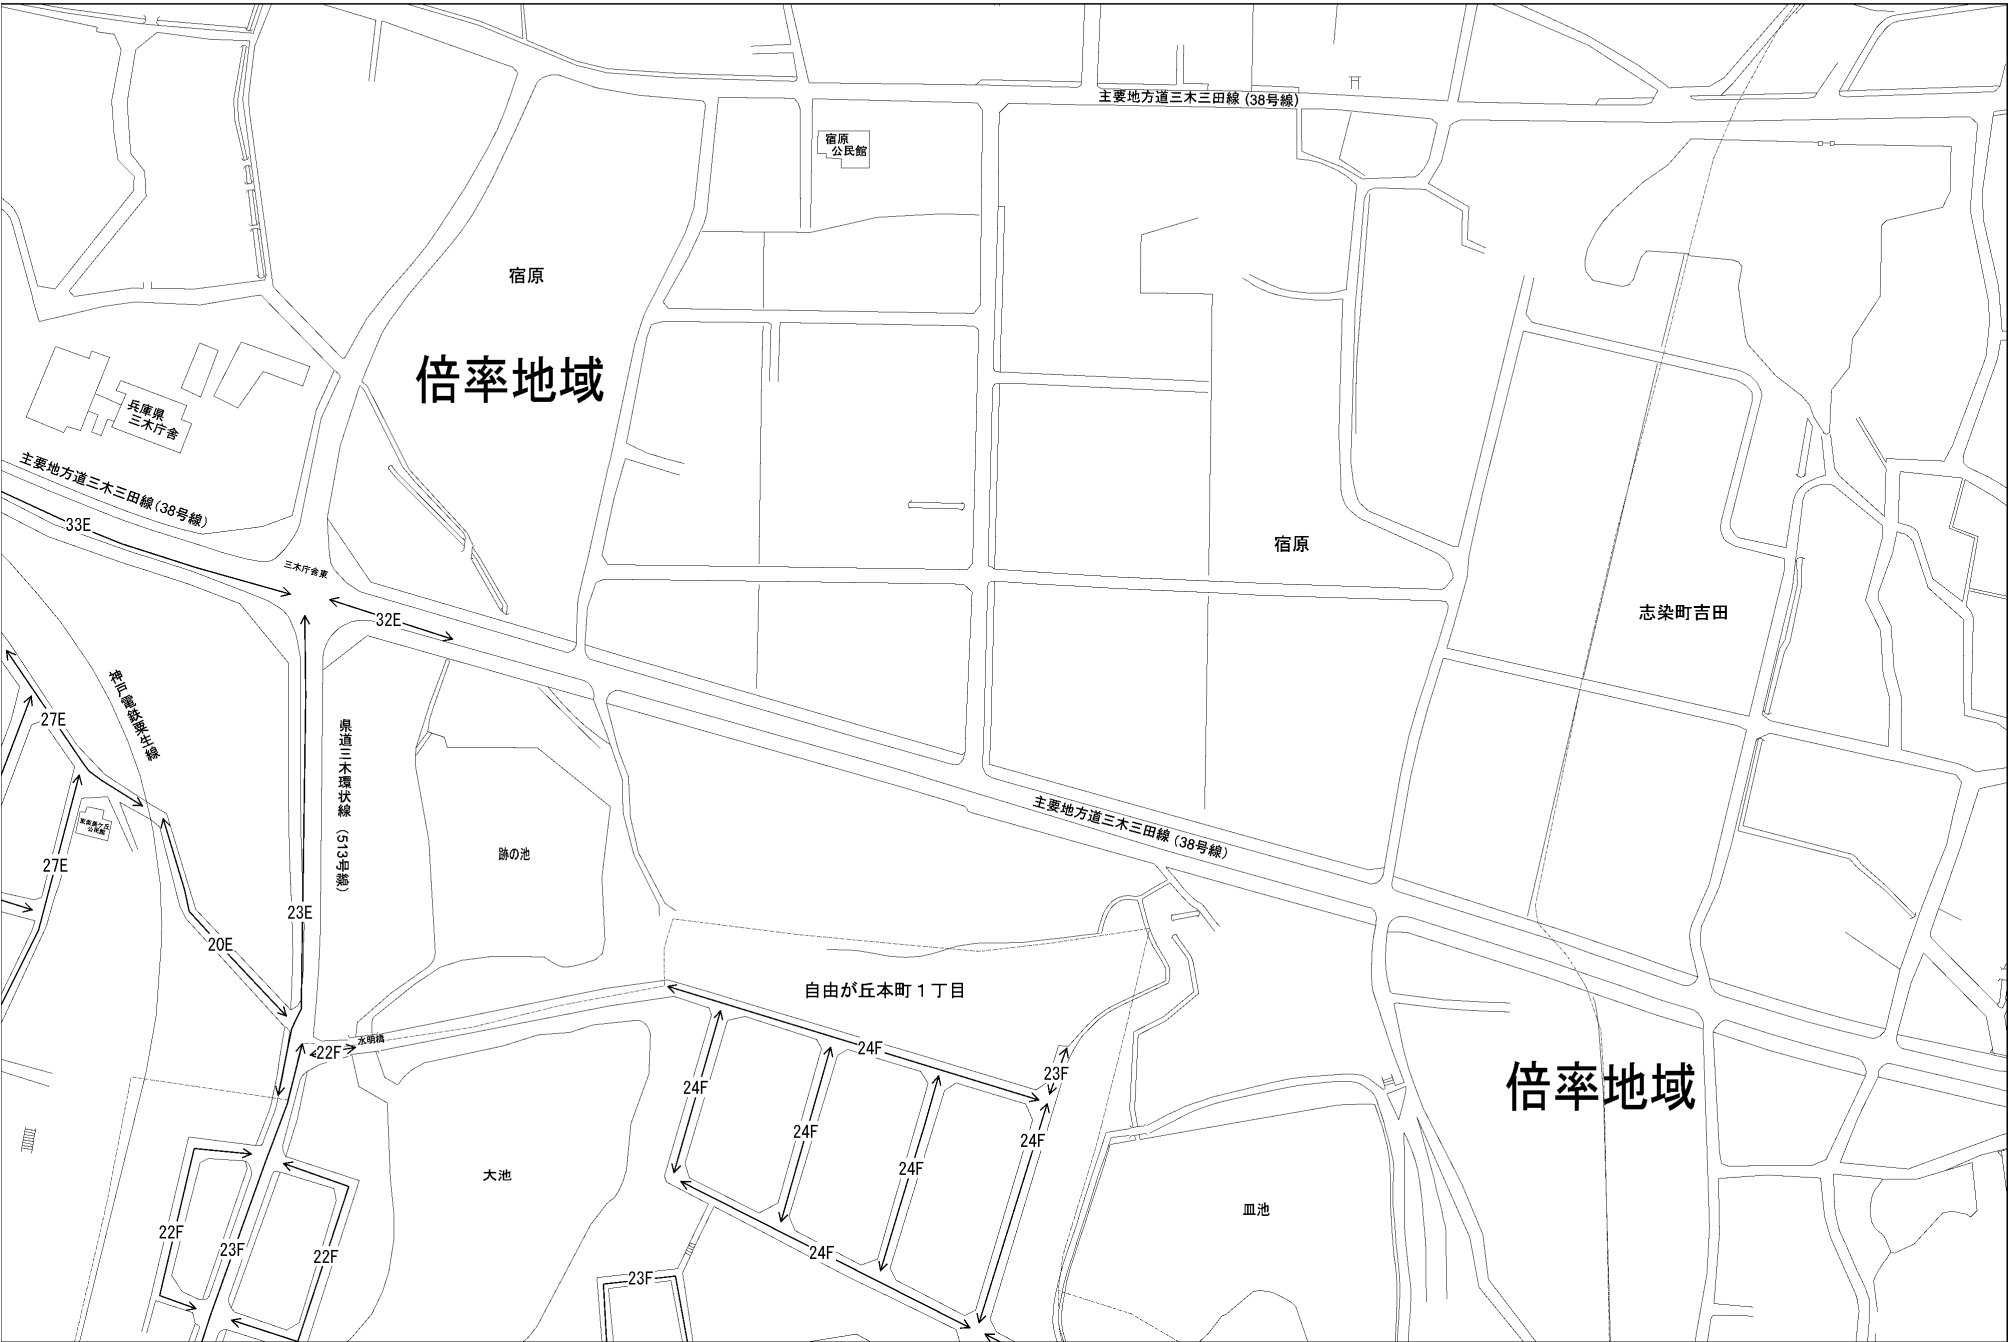 主要地方道三木三田線(38号線)
宿原
公民館
宿原
倍率地域
兵庫県
三木庁舎
主要地方道三木三田線(38号線)
33E
三木庁舎東
宿原
32E
志染町吉田
神戸電鉄粟生線
27E
県道三木環状線(513号線)
主要地方道三木三田線(38号線)
公民館
跡の池
27E
23E
20E
自由が丘本町1丁目
水明橋
22F
24F
23F
24F
倍率地域
24F
24F
24F
大池
皿池
22F
23F
22F
24F
23F